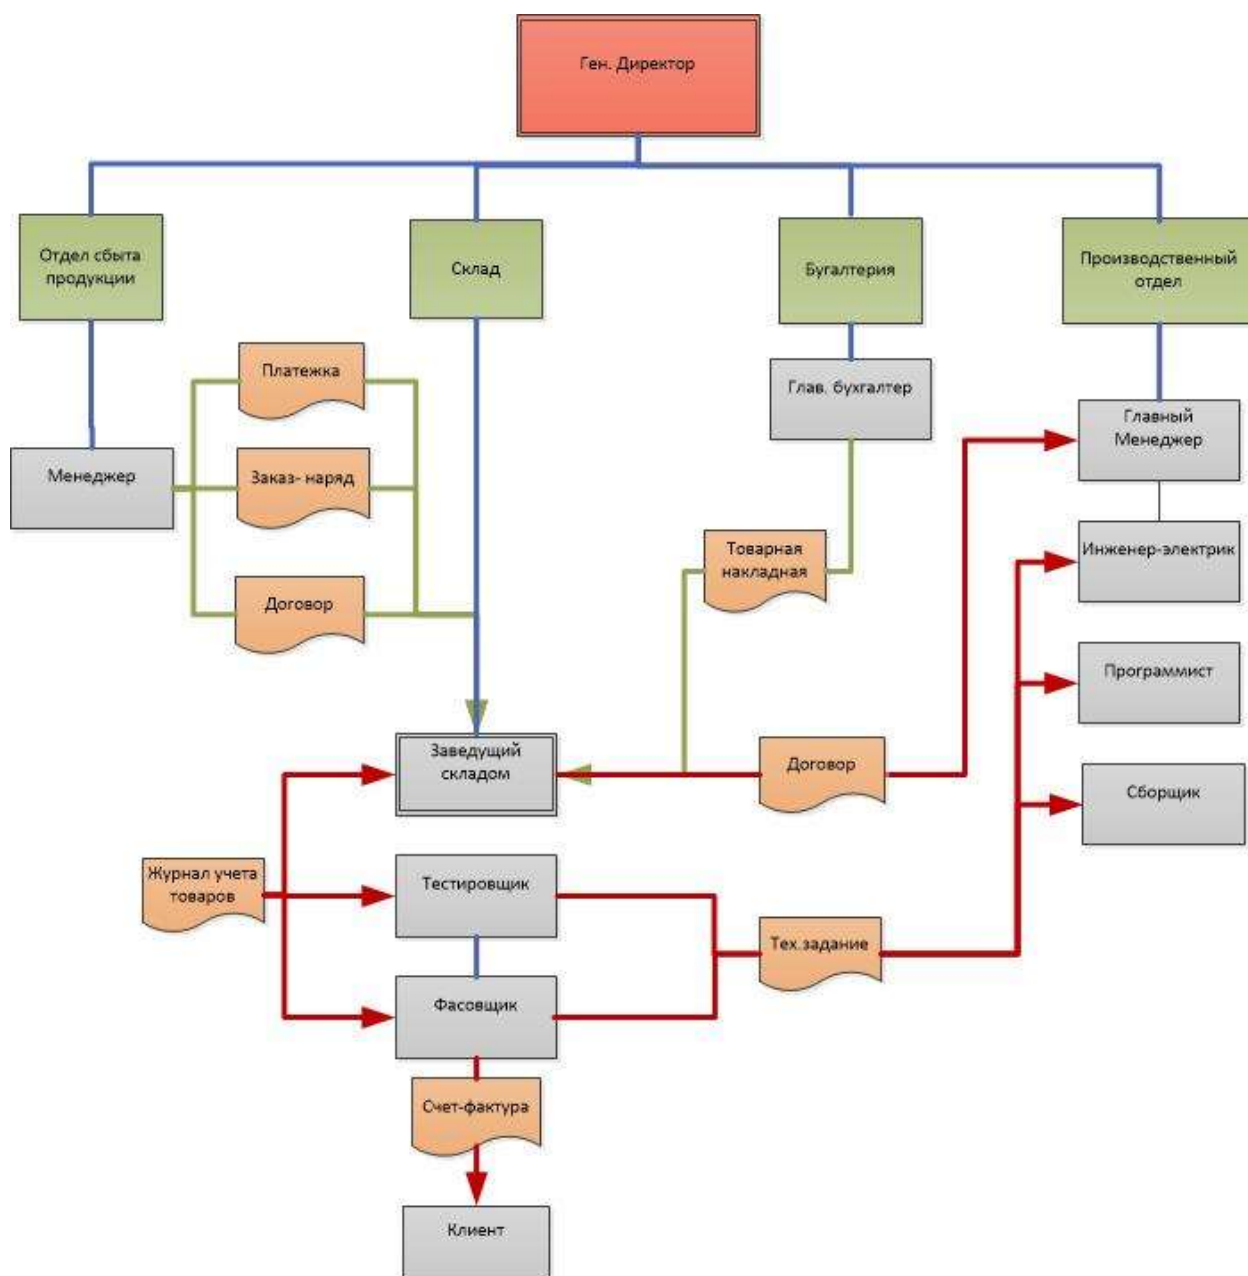 Ген. Директор
Отдел сбыта
продукции
Склад
Бугалтерия
Производственный
отдел
Платежка
Глав. бухгалтер
Главный
Менеджер
Менеджер
Заказ- наряд
Товарная
накладная
Инженер-электрик
Договор
Программист
Заведущий
складом
Договор
Сборщик
Журнал учета
товаров
Тестировщик
Тех.задание
Фасовщик
Счет-фактура
Клиент